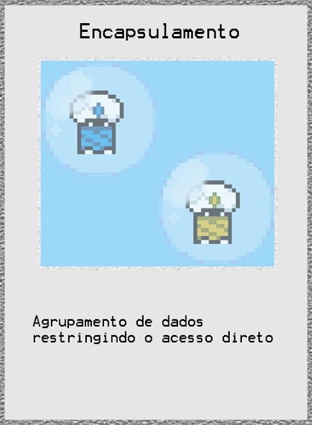 Encapsulamento
Agrupamento de dados
restringindo o acesso direto